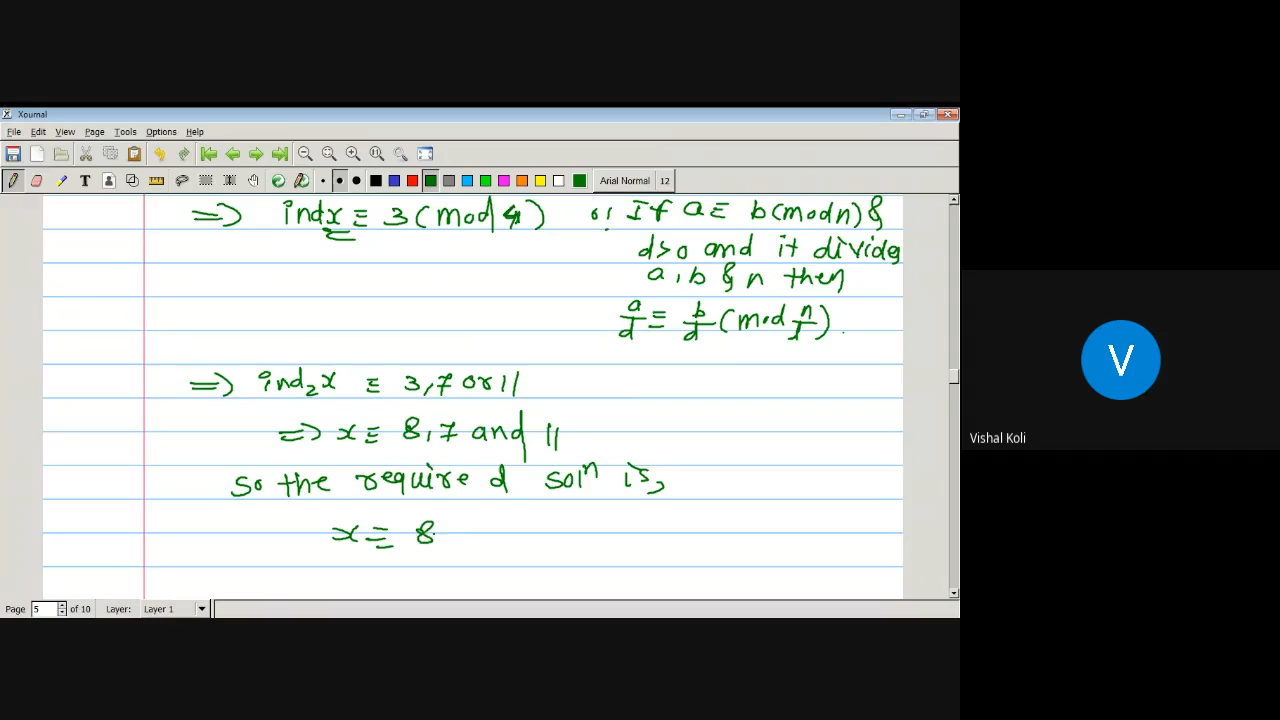 Xournal
File Edit View Page Tools Options Help
Arial Normal 12
=> ind x ≡ 3 (mod 4) ∵ If a ≡ b (mod n) &
d>0 and it divides
a, b & n then
a/d ≡ b/d (mod n/d).
=> ind₂x ≡ 3,7 or 11
=> x ≡ 8,7 and 11
So the required solⁿ is,
x ≡ 8
V
Vishal Koli
Page 5 of 10 Layer: Layer 1